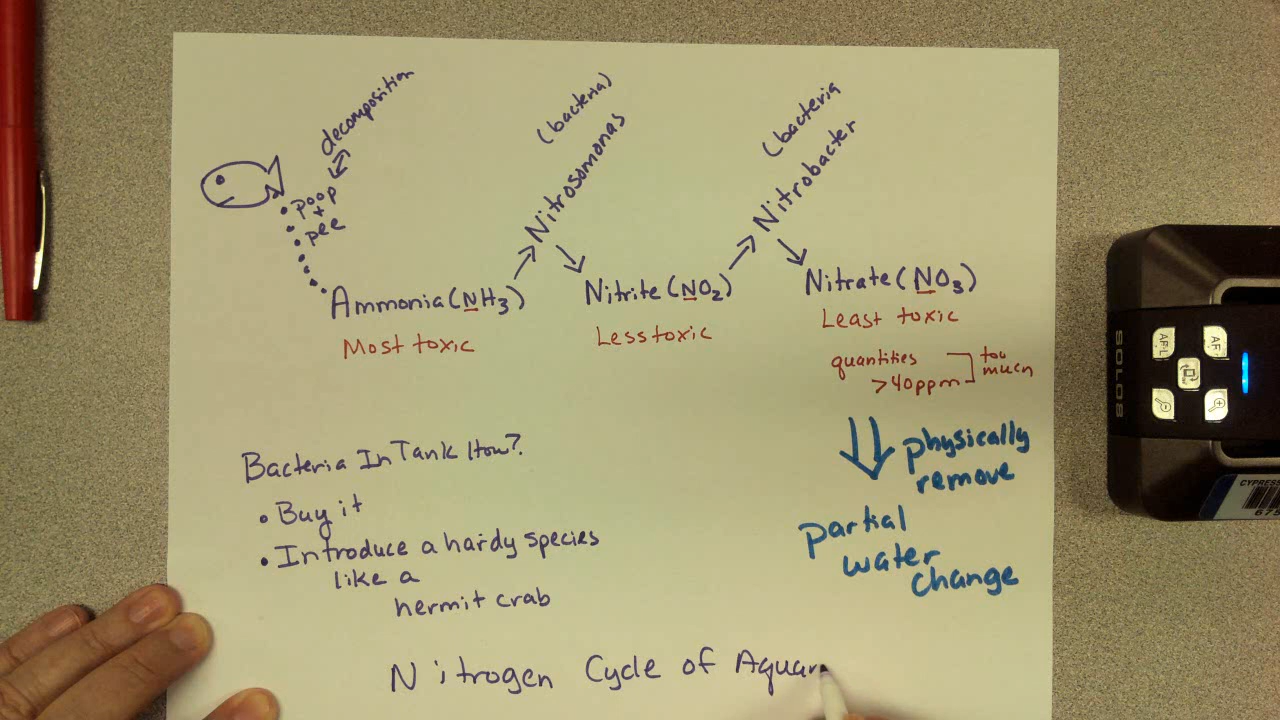 decomposition
poop
+
pee
(bacteria)
Nitrosomonas
(bacteria
Nitrobacter
Ammonia (NH3)
Most toxic
Nitrite (NO2)
Less toxic
Nitrate (NO3)
Least toxic
quantities
>40ppm
too
much
physically
remove
partial
water
change
Bacteria In Tank How?
• Buy it
• Introduce a hardy species
like a
hermit crab
Nitrogen Cycle of Aquar
SOLO8
AF-L
AF
CYPRESS